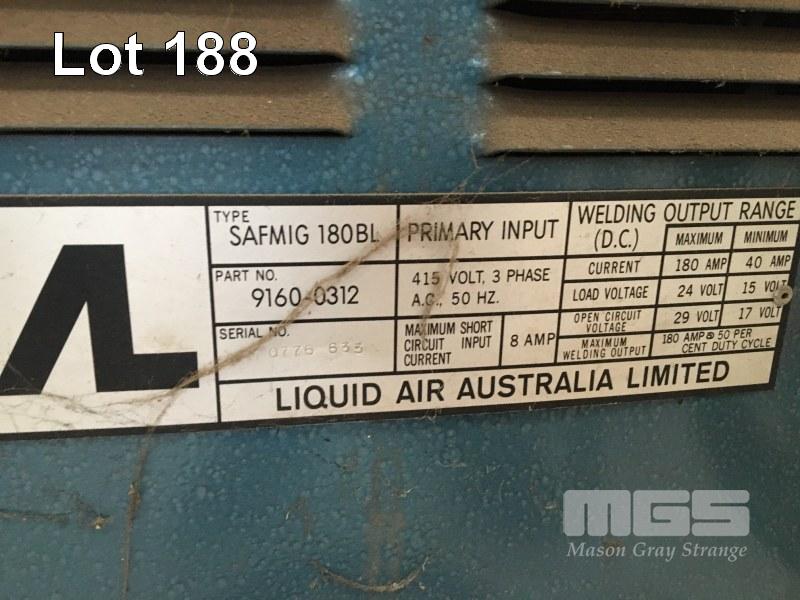 Lot 188
AL
TYPE
SAFMIG 180BL
PART NO.
9160-0312
SERIAL NO.
0776 633
PRIMARY INPUT
415 VOLT, 3 PHASE
A.C., 50 HZ.
MAXIMUM SHORT
CIRCUIT INPUT
CURRENT
8 AMP
WELDING OUTPUT RANGE
(D.C.)
MAXIMUM
MINIMUM
CURRENT
180 AMP
40 AMP
LOAD VOLTAGE
24 VOLT
15 VOLT
OPEN CIRCUIT
VOLTAGE
29 VOLT
17 VOLT
MAXIMUM
WELDING OUTPUT
180 AMP @ 50 PER
CENT DUTY CYCLE
LIQUID AIR AUSTRALIA LIMITED
MGS
Mason Gray Strange